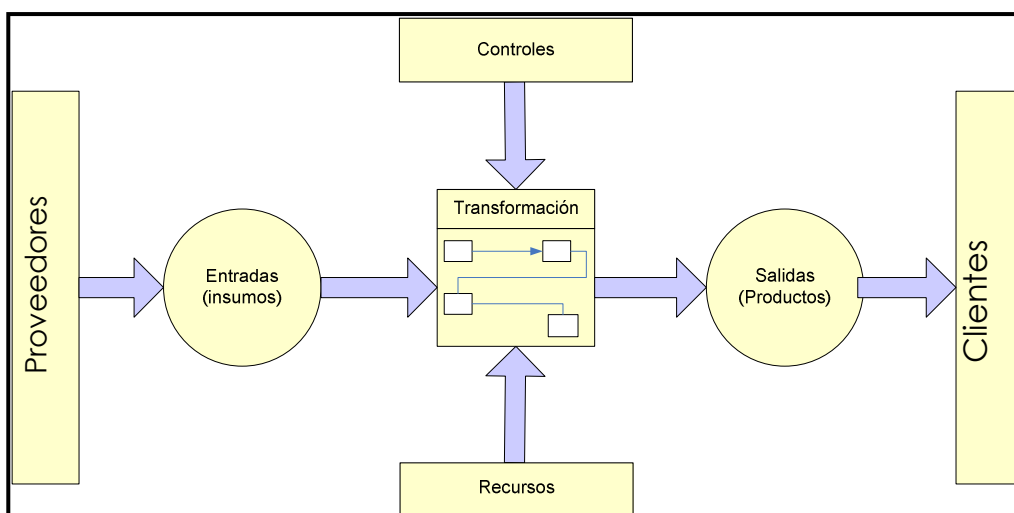 Controles
Proveedores
Entradas
(insumos)
Transformación
Salidas
(Productos)
Clientes
Recursos